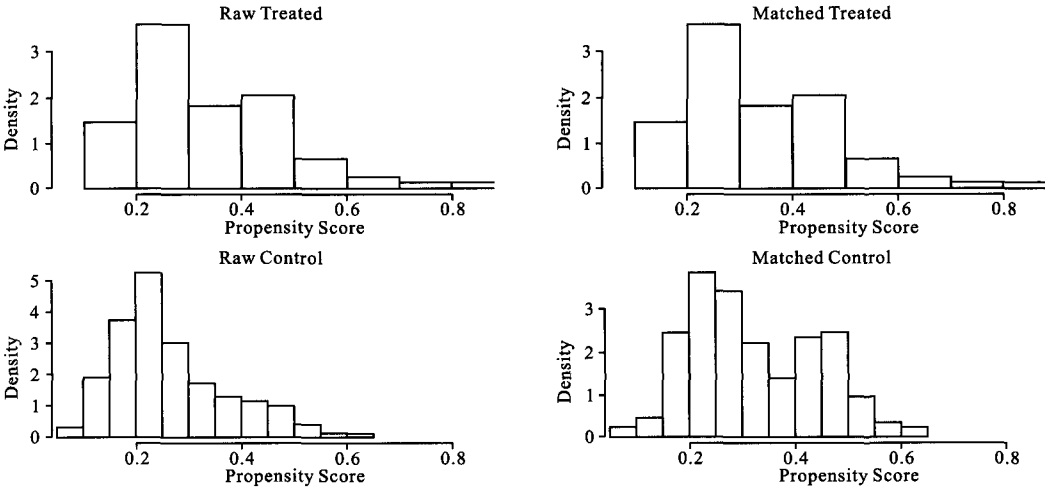 Raw Treated
Density
3
2
1
0
0.2 0.4 0.6 0.8
Propensity Score
Matched Treated
Density
3
2
1
0
0.2 0.4 0.6 0.8
Propensity Score
Raw Control
Density
5
4
3
2
1
0
0.2 0.4 0.6 0.8
Propensity Score
Matched Control
Density
3
2
1
0
0.2 0.4 0.6 0.8
Propensity Score